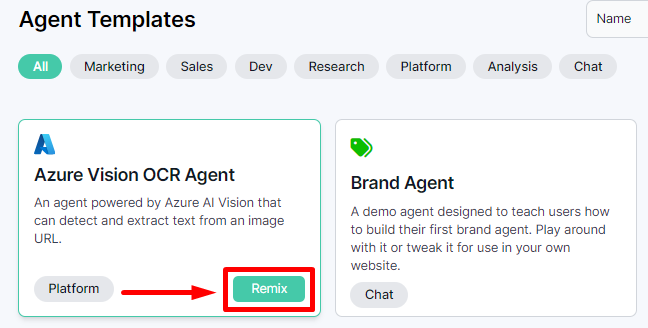 Agent Templates
Name
All Marketing Sales Dev Research Platform Analysis Chat
Azure Vision OCR Agent
An agent powered by Azure AI Vision that
can detect and extract text from an image
URL.
Platform
Remix
Brand Agent
A demo agent designed to teach users how
to build their first brand agent. Play around
with it or tweak it for use in your own
website.
Chat